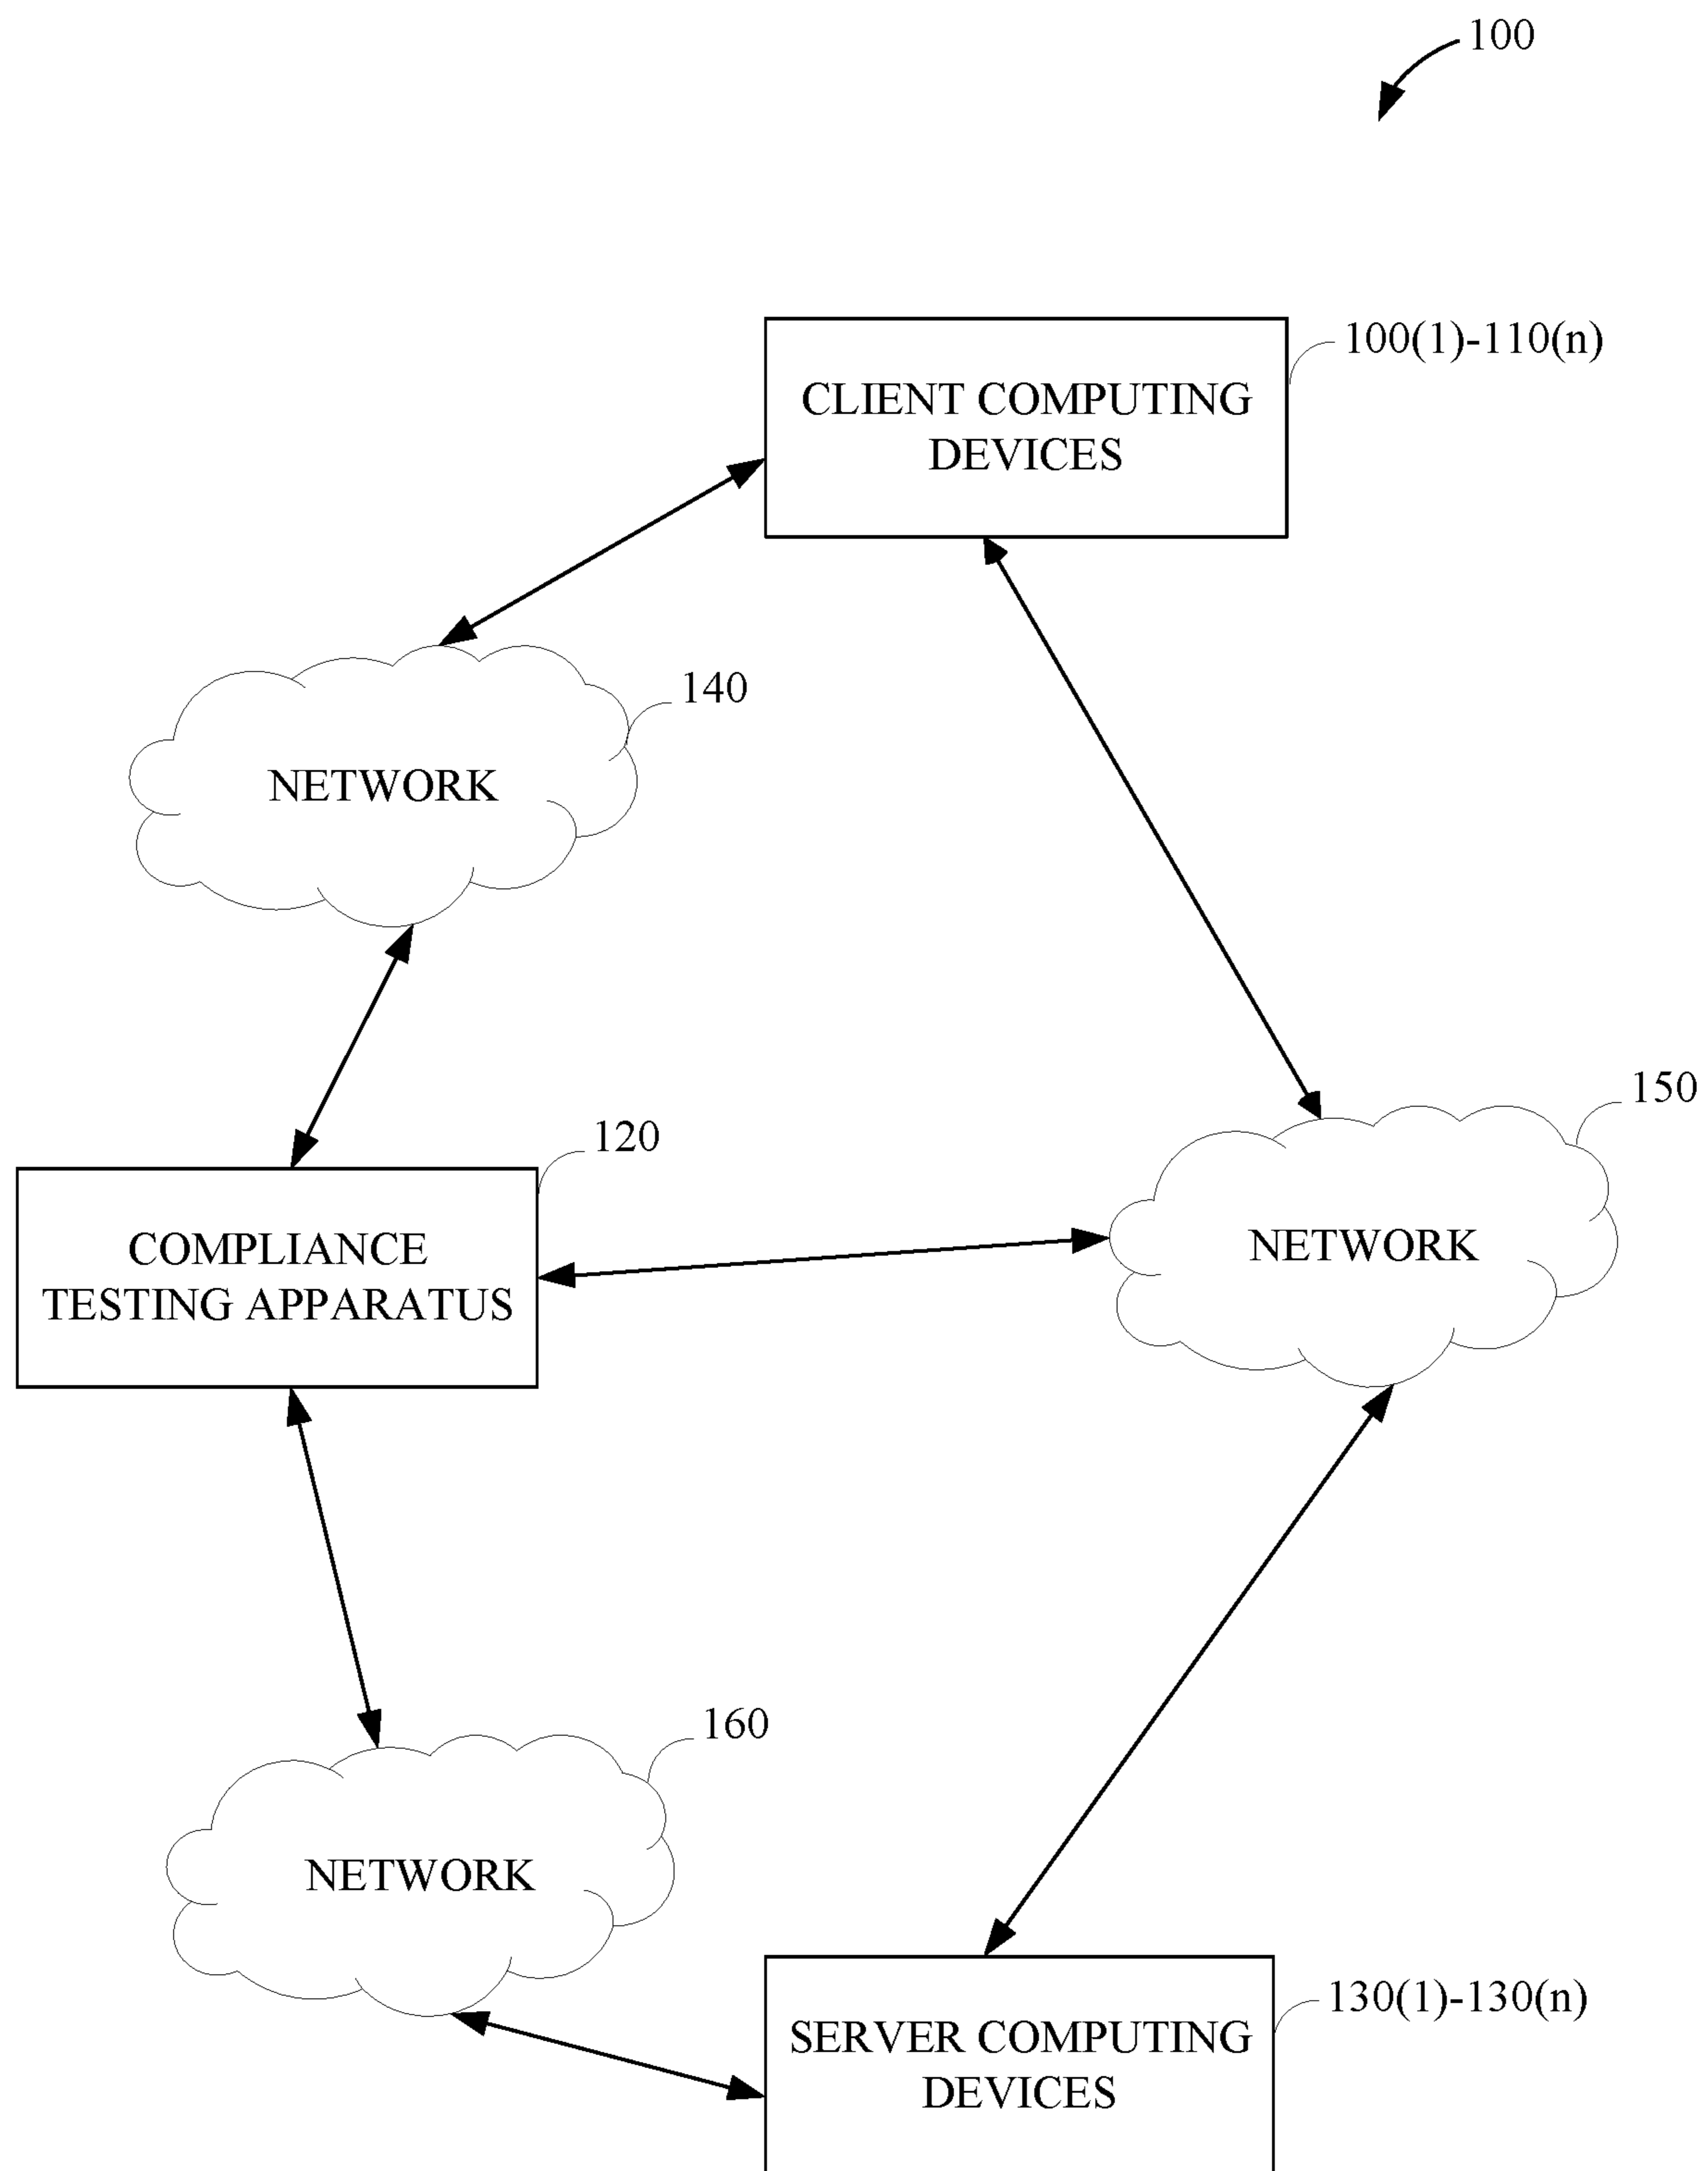 100
100(1)-110(n)
CLIENT COMPUTING
DEVICES
140
NETWORK
150
120
NETWORK
COMPLIANCE
TESTING APPARATUS
160
NETWORK
130(1)-130(n)
SERVER COMPUTING
DEVICES